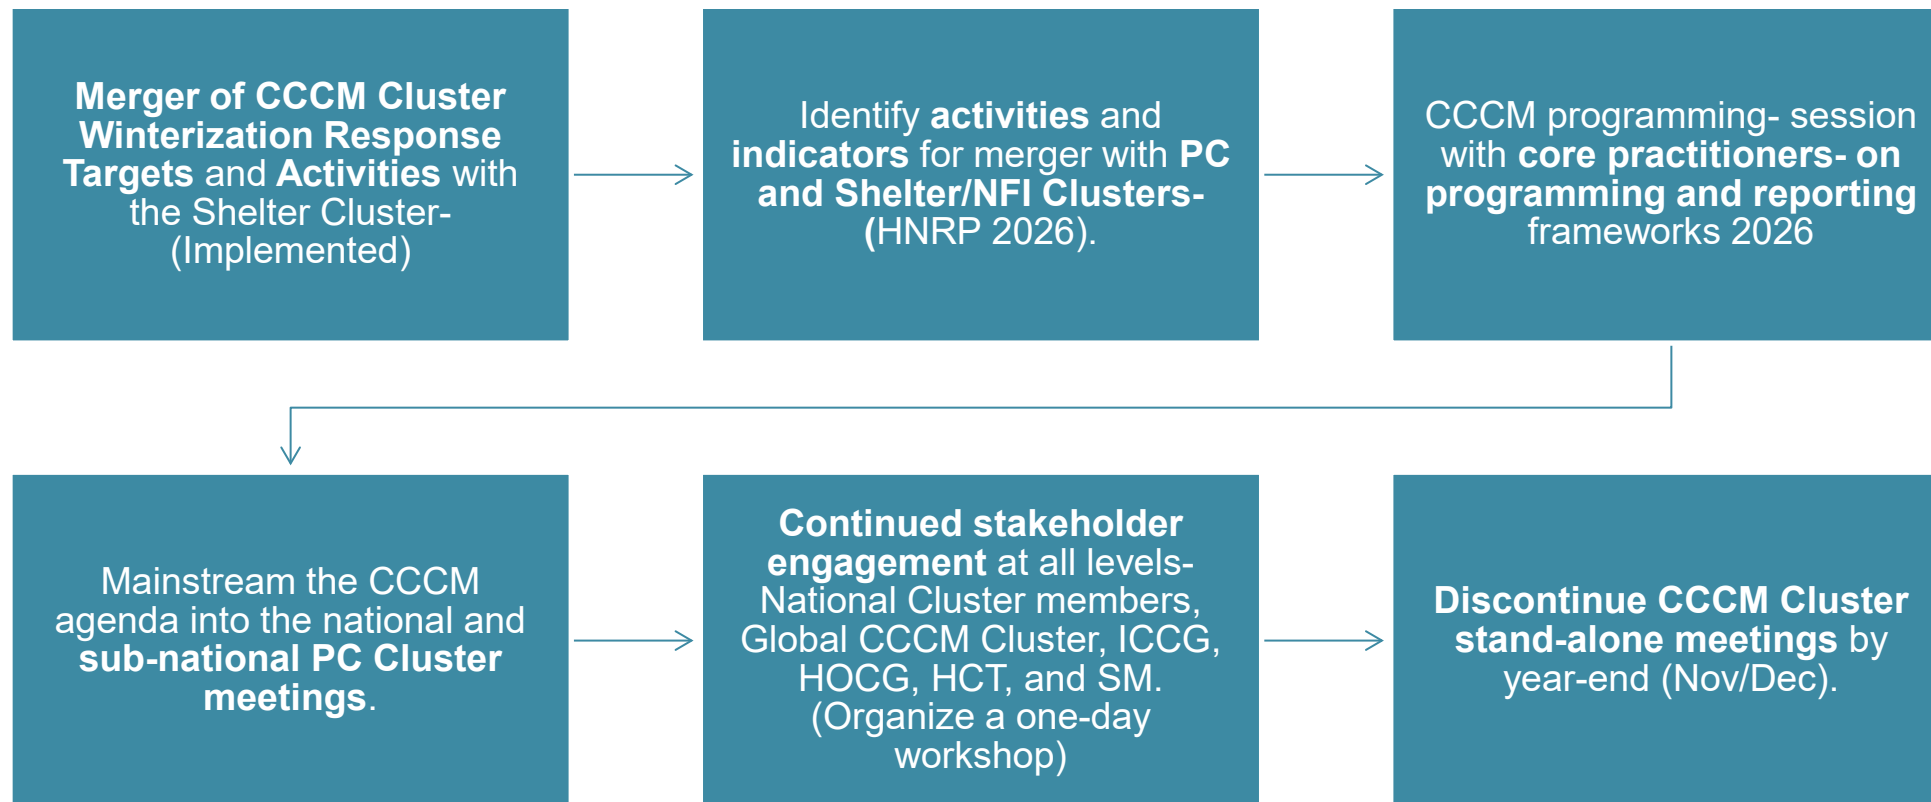 Merger of CCCM Cluster
Winterization Response
Targets and Activities with
the Shelter Cluster-
(Implemented)
Identify activities and
indicators for merger with PC
and Shelter/NFI Clusters-
(HNRP 2026).
CCCM programming- session
with core practitioners- on
programming and reporting
frameworks 2026
Mainstream the CCCM
agenda into the national and
sub-national PC Cluster
meetings.
Continued stakeholder
engagement at all levels-
National Cluster members,
Global CCCM Cluster, ICCG,
HOCG, HCT, and SM.
(Organize a one-day
workshop)
Discontinue CCCM Cluster
stand-alone meetings by
year-end (Nov/Dec).